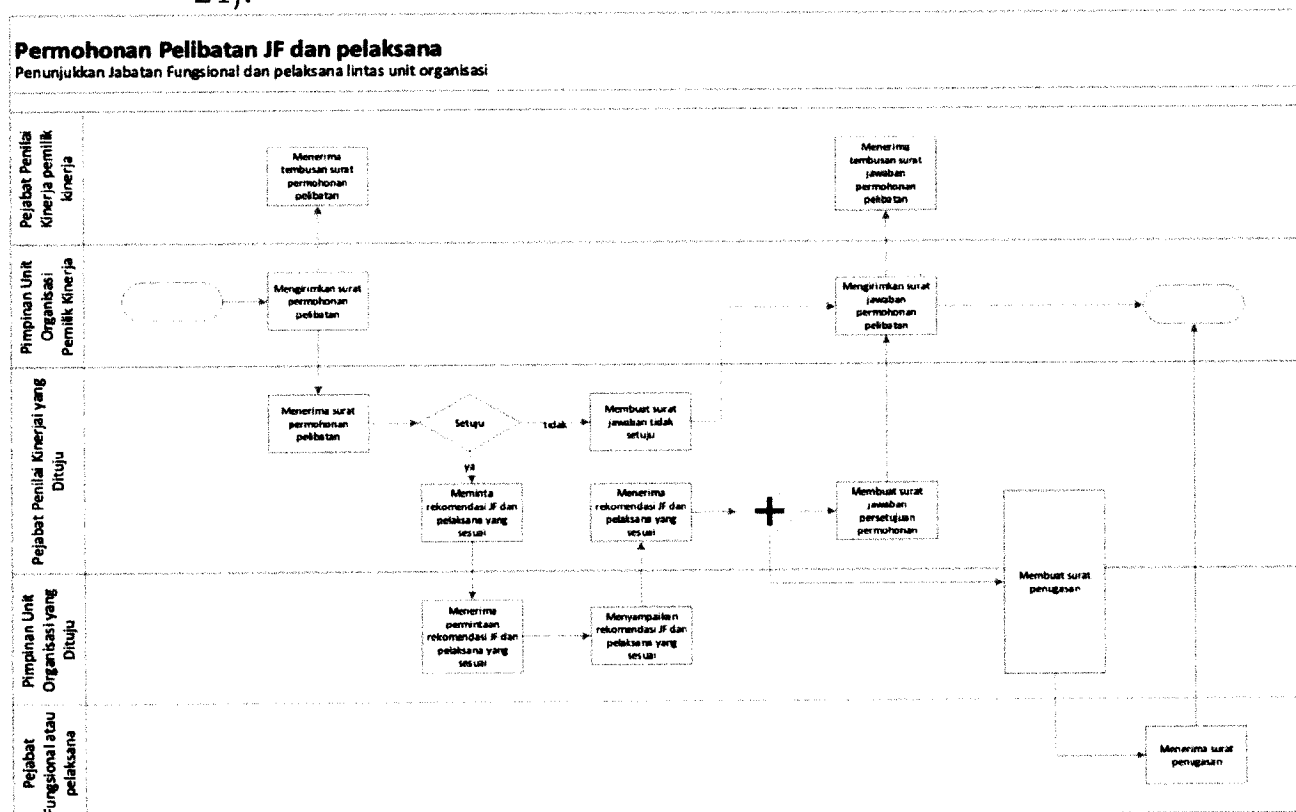 Permohonan Pelibatan JF dan pelaksana
Penunjukkan Jabatan Fungsional dan pelaksana lintas unit organisasi
Pejabat Penilai
Kinerja pemilik
kinerja
Menerima
tembusan surat
permohonan
pelibatan
Menerima
tembusan surat
jawaban
permohonan
pelibatan
Pimpinan Unit
Organisasi
Pemilik Kinerja
Mengirimkan surat
permohonan
pelibatan
Mengirimkan surat
jawaban
permohonan
pelibatan
Pejabat Penilai Kinerjai yang
Dituju
Menerima surat
permohonan
pelibatan
Setuju
tidak
Membuat surat
jawaban tidak
setuju
ya
Meminta
rekomendasi JF dan
pelaksana yang
sesuai
Menerima
rekomendasi JF dan
pelaksana yang
sesuai
Membuat surat
jawaban
persetujuan
permohonan
Membuat surat
penugasan
Pimpinan Unit
Organisasi yang
Dituju
Menerima
permintaan
rekomendasi JF dan
pelaksana yang
sesuai
Menyampaikan
rekomendasi JF dan
pelaksana yang
sesuai
Pejabat
Fungsional atau
pelaksana
Menerima surat
penugasan